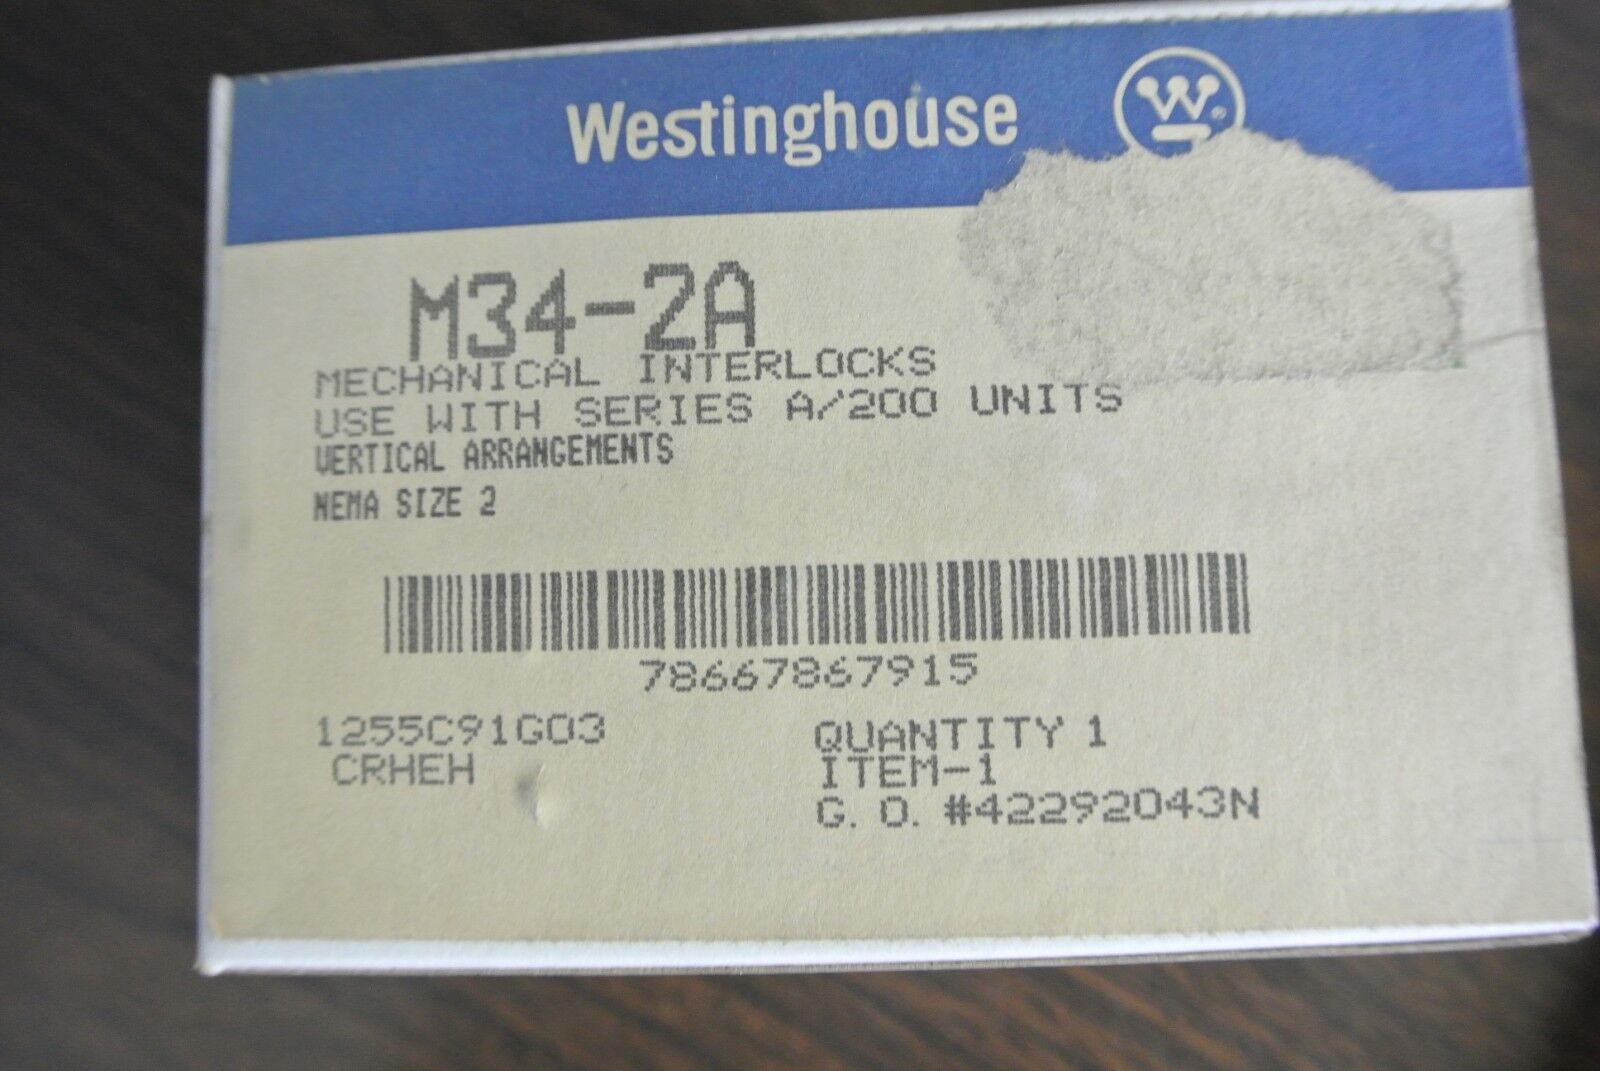 Westinghouse
W
M34-2A
MECHANICAL INTERLOCKS
USE WITH SERIES A/200 UNITS
VERTICAL ARRANGEMENTS
NEMA SIZE 2
78667867915
1255C91G03
CRHEH
QUANTITY 1
ITEM-1
G. O. #42292043N